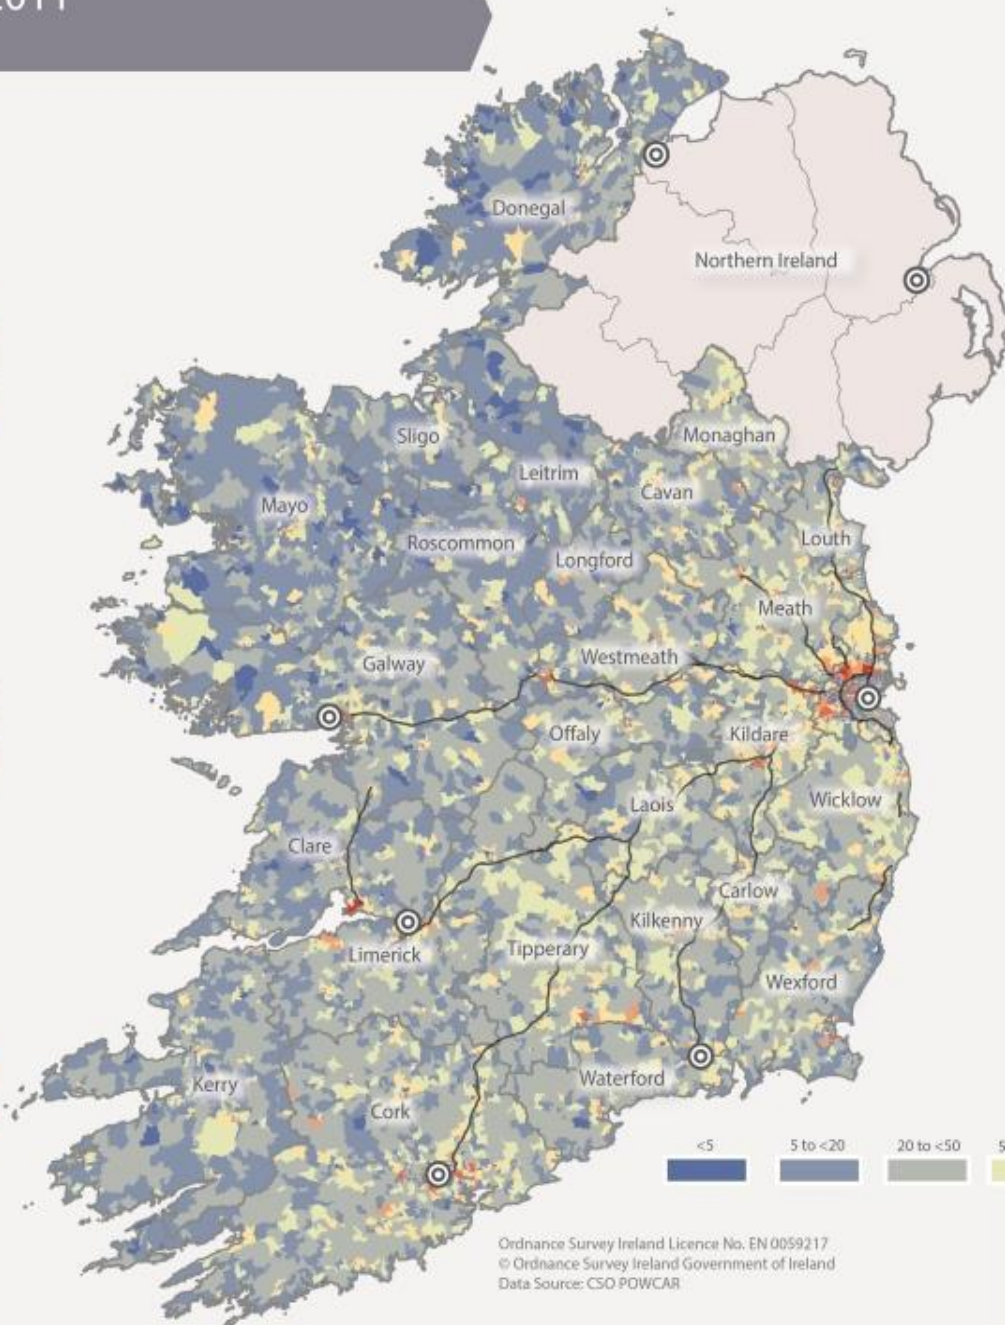 Donegal
Northern Ireland
Sligo
Monaghan
Leitrim
Cavan
Mayo
Roscommon
Louth
Longford
Meath
Galway
Westmeath
Offaly
Kildare
Laois
Wicklow
Clare
Carlow
Kilkenny
Limerick
Tipperary
Wexford
Kerry
Waterford
Cork
<5 5 to <20 20 to <50
Ordnance Survey Ireland Licence No. EN 0059217
© Ordnance Survey Ireland Government of Ireland
Data Source: CSO POWCAR